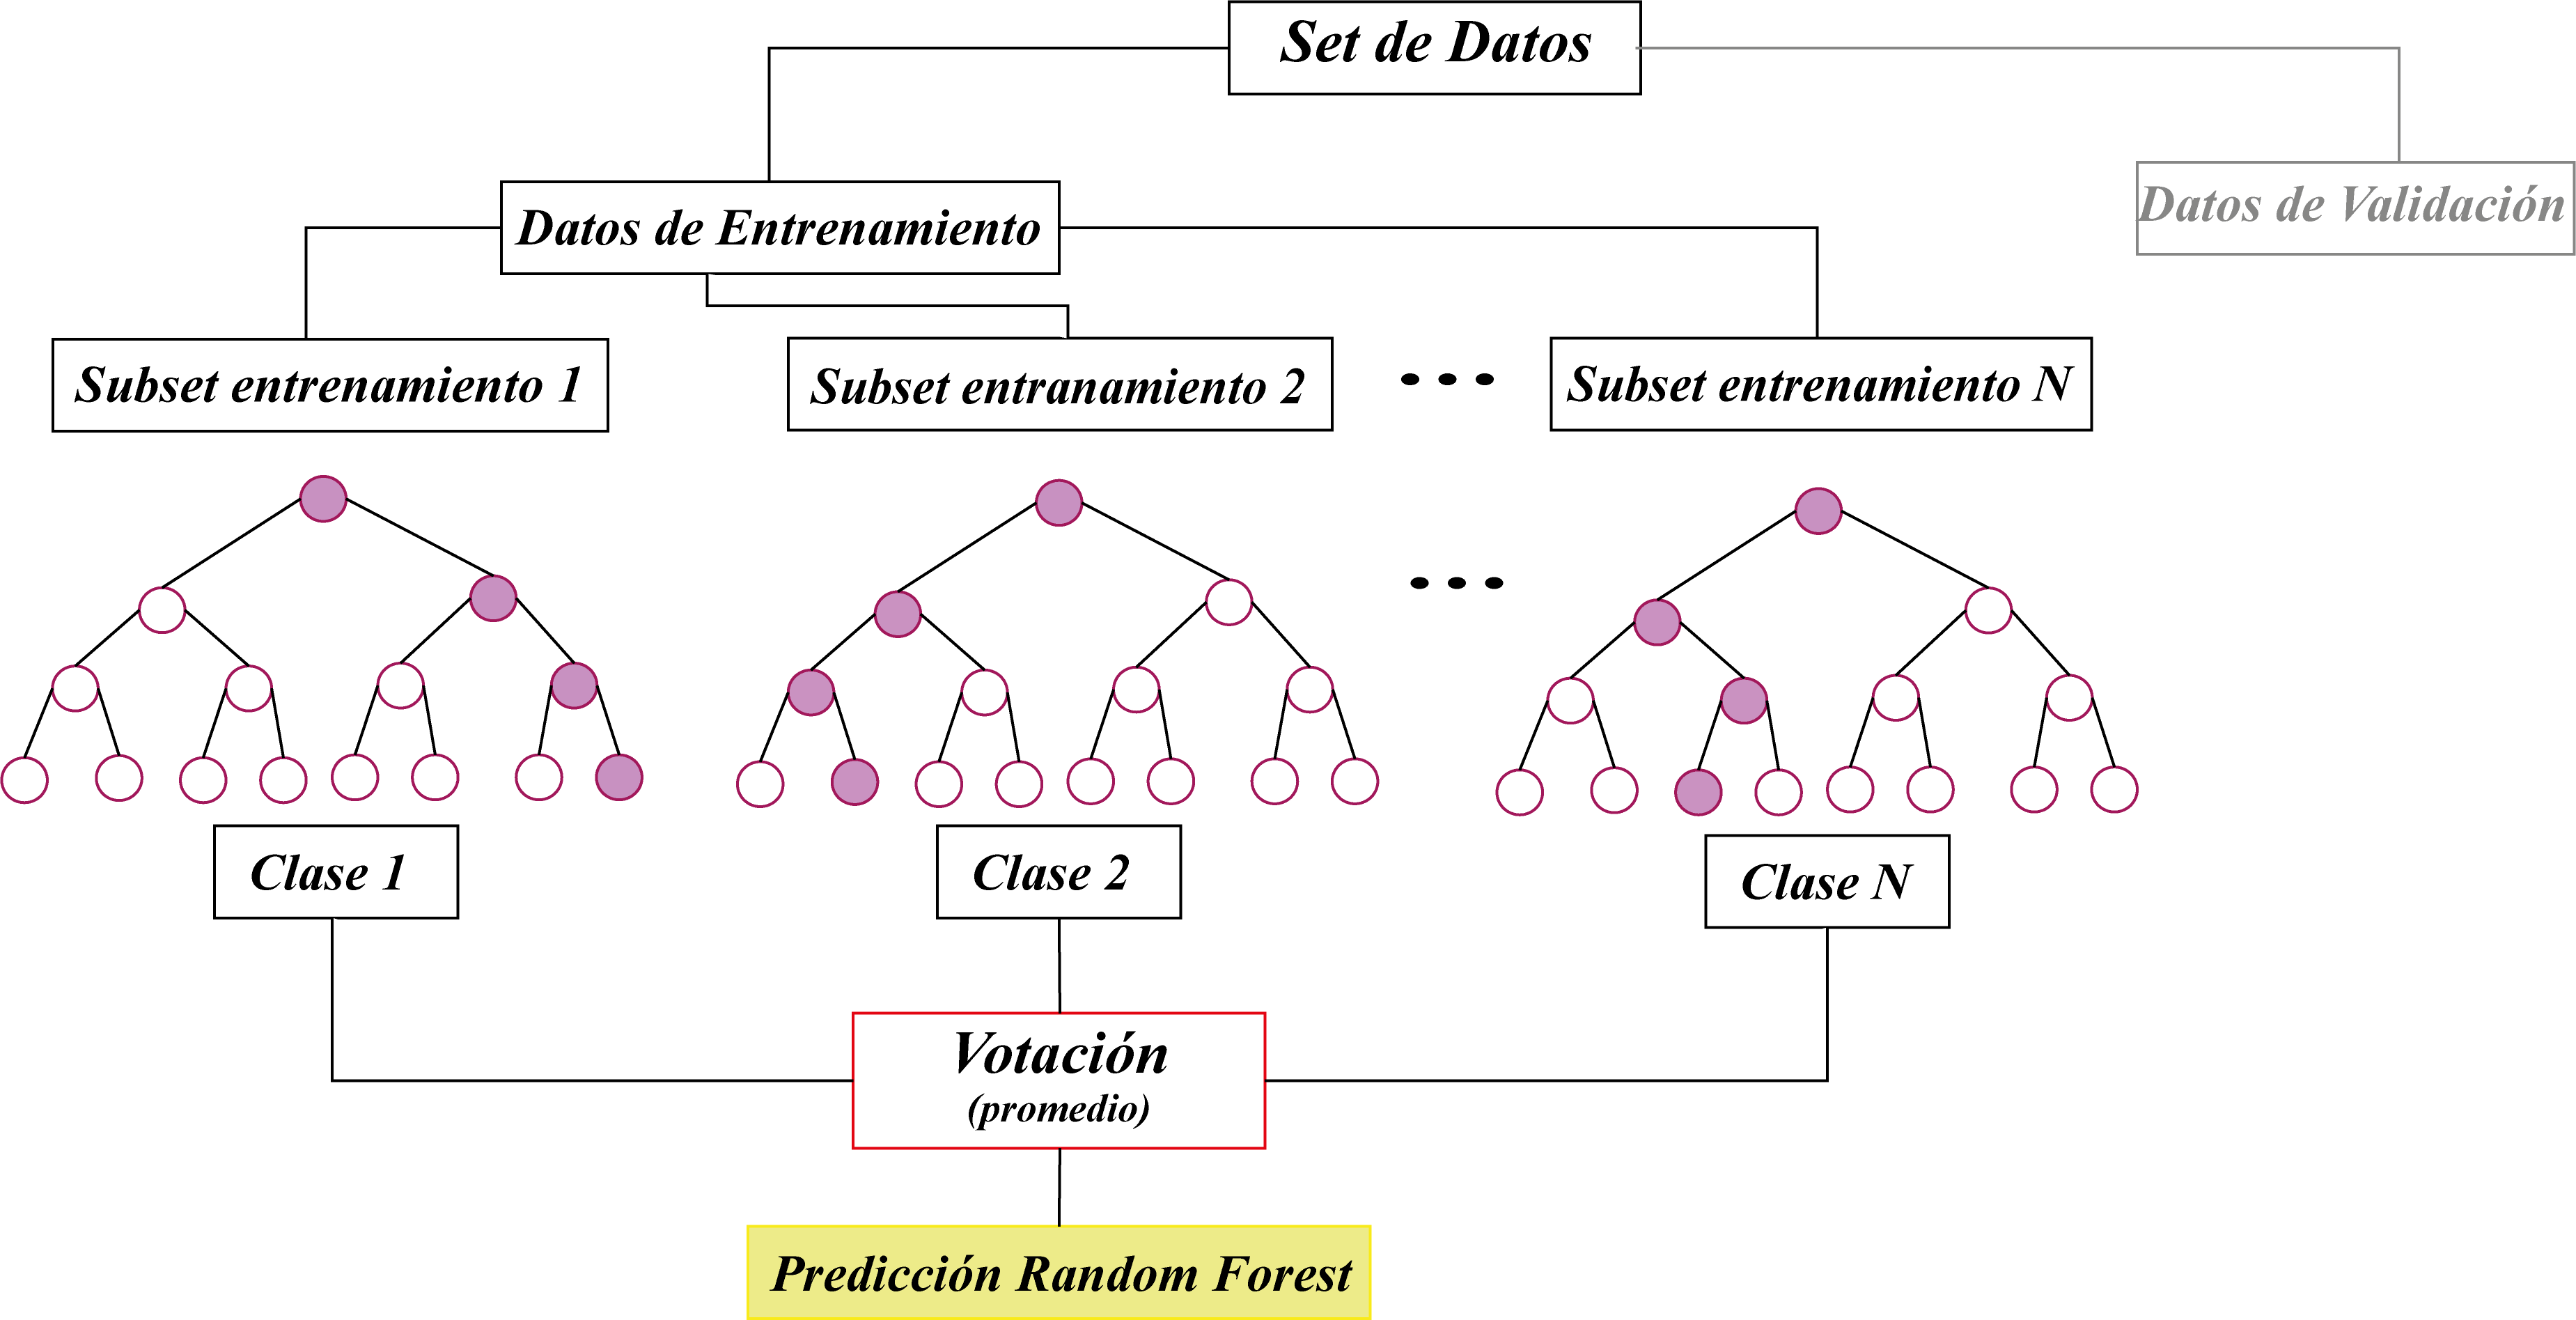 Set de Datos
Datos de Validación
Datos de Entrenamiento
Subset entrenamiento 1
Subset entranamiento 2
Subset entrenamiento N
Clase 1
Clase 2
Clase N
Votación
(promedio)
Predicción Random Forest